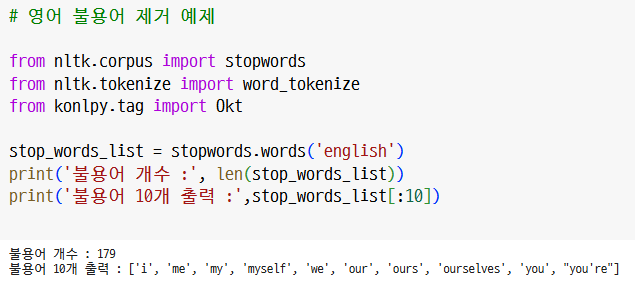 # 영어 불용어 제거 예제
from nltk.corpus import stopwords
from nltk.tokenize import word_tokenize
from konlpy.tag import Okt
stop_words_list = stopwords.words('english')
print('불용어 개수 :', len(stop_words_list))
print('불용어 10개 출력 :',stop_words_list[:10])
불용어 개수 : 179
불용어 10개 출력 : ['i', 'me', 'my', 'myself', 'we', 'our', 'ours', 'ourselves', 'you', "you're"]